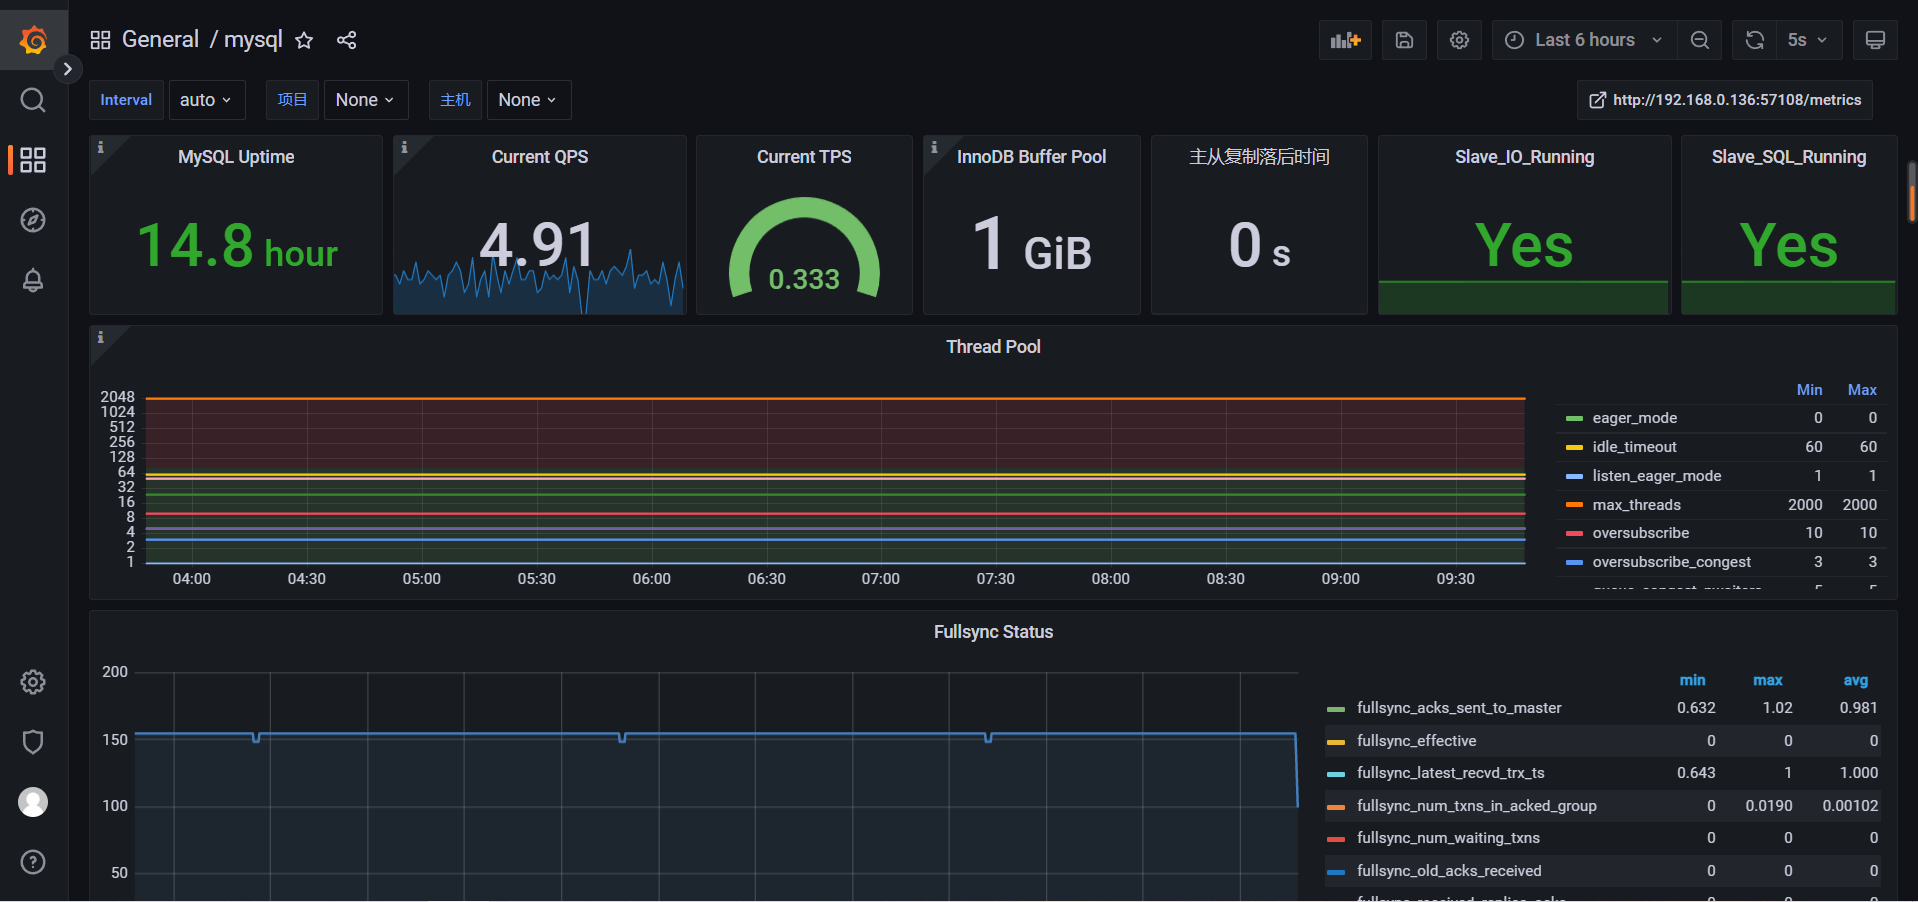 General / mysql
Last 6 hours
5s
Interval
auto
项目
None
主机
None
http://192.168.0.136:57108/metrics
MySQL Uptime
14.8 hour
Current QPS
4.91
Current TPS
0.333
InnoDB Buffer Pool
1 GiB
主从复制落后时间
0 s
Slave_IO_Running
Yes
Slave_SQL_Running
Yes
Thread Pool
2048
1024
512
256
128
64
32
16
8
4
2
1
04:00 04:30 05:00 05:30 06:00 06:30 07:00 07:30 08:00 08:30 09:00 09:30
Min Max
eager_mode 0 0
idle_timeout 60 60
listen_eager_mode 1 1
max_threads 2000 2000
oversubscribe 10 10
oversubscribe_congest 3 3
Fullsync Status
200
150
100
50
min max avg
fullsync_acks_sent_to_master 0.632 1.02 0.981
fullsync_effective 0 0 0
fullsync_latest_recvd_trx_ts 0.643 1 1.000
fullsync_num_txns_in_acked_group 0 0.0190 0.00102
fullsync_num_waiting_txns 0 0 0
fullsync_old_acks_received 0 0 0